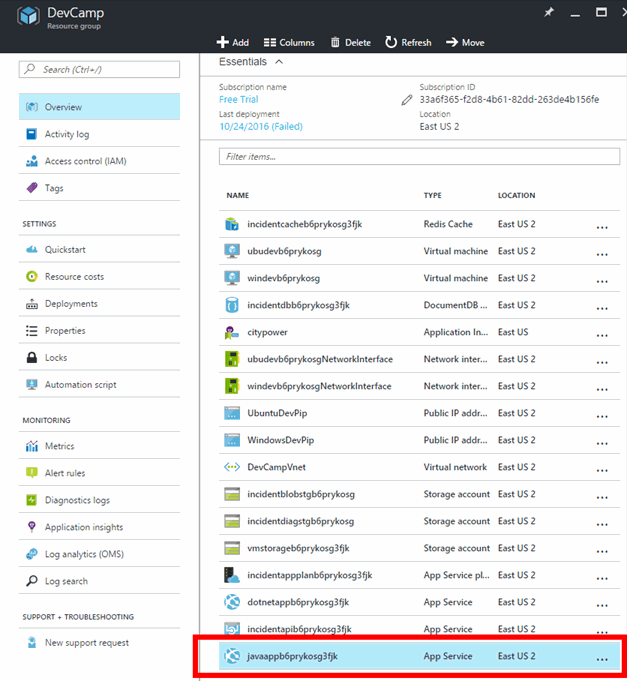 DevCamp
Resource group
Add Columns Delete Refresh Move
Search (Ctrl+/)
Overview
Activity log
Access control (IAM)
Tags
SETTINGS
Quickstart
Resource costs
Deployments
Properties
Locks
Automation script
MONITORING
Metrics
Alert rules
Diagnostics logs
Application insights
Log analytics (OMS)
Log search
SUPPORT + TROUBLESHOOTING
New support request
Essentials
Subscription name
Free Trial
Last deployment
10/24/2016 (Failed)
Subscription ID
33a6f365-f2d8-4b61-82dd-263de4b156fe
Location
East US 2
Filter items...
NAME TYPE LOCATION
incidentcacheb6prykosg3fjk Redis Cache East US 2 ...
ubudevb6prykosg Virtual machine East US 2 ...
windevb6prykosg Virtual machine East US 2 ...
incidentdbb6prykosg3fjk DocumentDB ... East US 2 ...
citypower Application In... East US ...
ubudevb6prykosgNetworkInterface Network inter... East US 2 ...
windevb6prykosgNetworkInterface Network inter... East US 2 ...
UbuntuDevPip Public IP addr... East US 2 ...
WindowsDevPip Public IP addr... East US 2 ...
DevCampVnet Virtual network East US 2 ...
incidentblobstgb6prykosg Storage account East US 2 ...
incidentdiagstgb6prykosg Storage account East US 2 ...
vmstorageb6prykosg3fjk Storage account East US 2 ...
incidentappplanb6prykosg3fjk App Service pl... East US 2 ...
dotnetappb6prykosg3fjk App Service East US 2 ...
incidentapib6prykosg3fjk App Service East US 2 ...
javaappb6prykosg3fjk App Service East US 2 ...